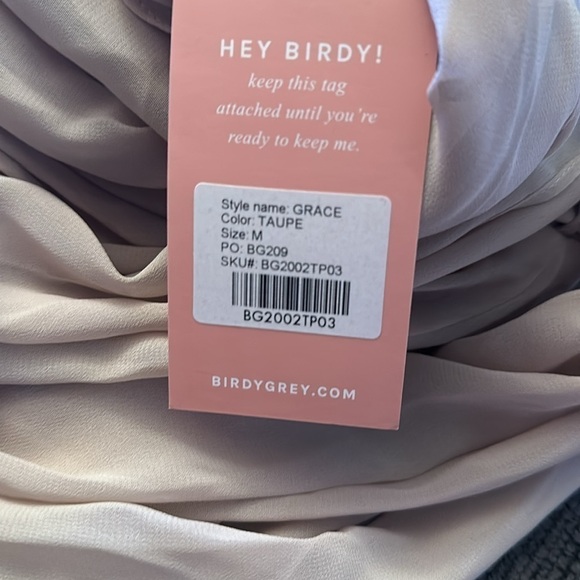 HEY BIRDY!
keep this tag
attached until you're
ready to keep me.
Style name: GRACE
Color: TAUPE
Size: M
PO: BG209
SKU#: BG2002TP03
BG2002TP03
BIRDYGREY.COM